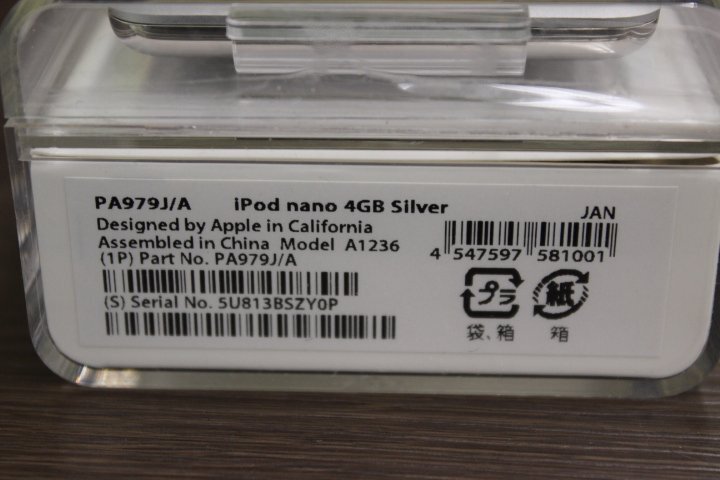 PA979J/A iPod nano 4GB Silver
Designed by Apple in California
Assembled in China Model A1236
(1P) Part No. PA979J/A
(S) Serial No. 5U813BSZY0P
JAN
4 547597 581001
プラ 紙
袋、箱 箱